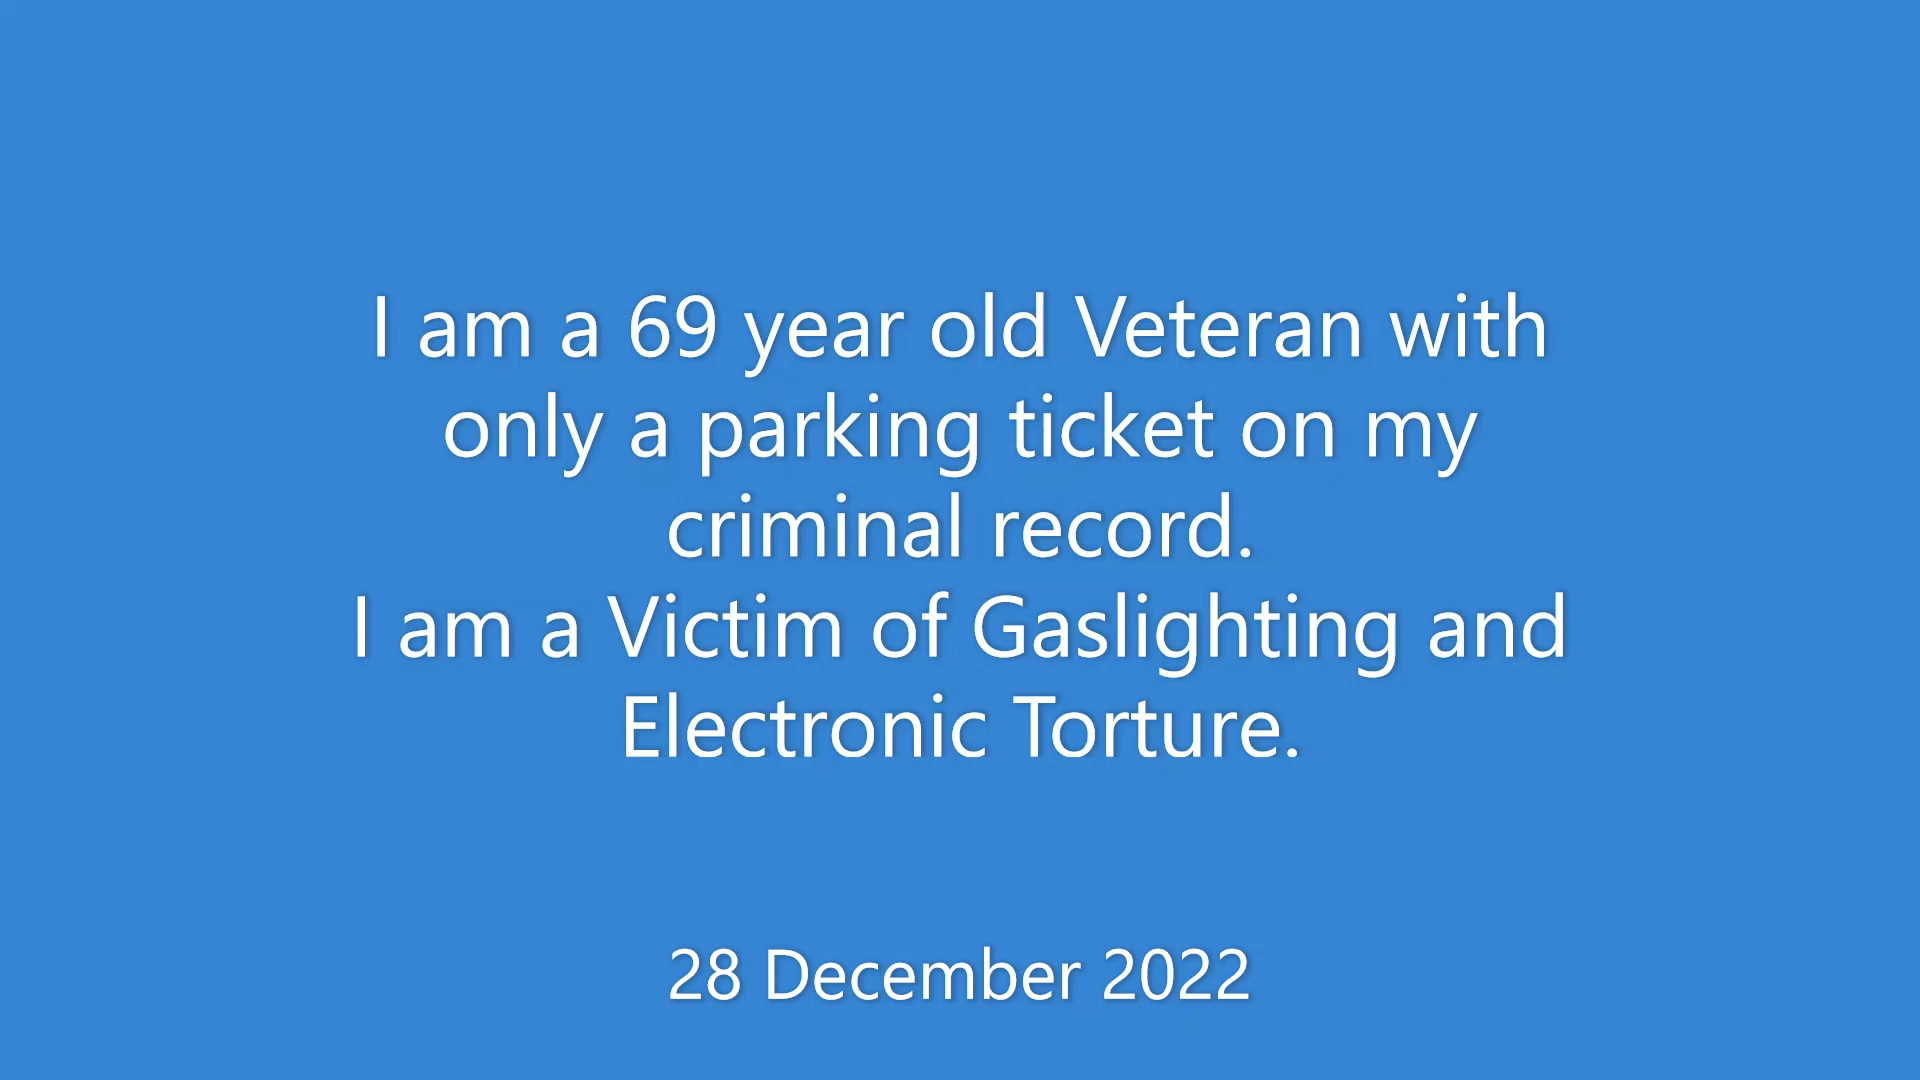 I am a 69 year old Veteran with
only a parking ticket on my
criminal record.
I am a Victim of Gaslighting and
Electronic Torture.
28 December 2022